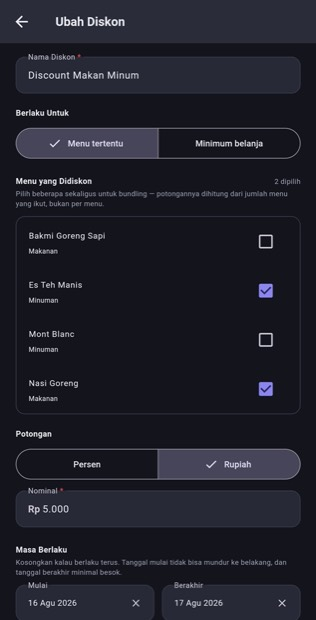 Ubah Diskon
Nama Diskon *
Discount Makan Minum
Berlaku Untuk
Menu tertentu
Minimum belanja
Menu yang Didiskon
2 dipilih
Pilih beberapa sekaligus untuk bundling — potongannya dihitung dari jumlah menu
yang ikut, bukan per menu.
Bakmi Goreng Sapi
Makanan
Es Teh Manis
Minuman
Mont Blanc
Minuman
Nasi Goreng
Makanan
Potongan
Persen
Rupiah
Nominal *
Rp 5.000
Masa Berlaku
Kosongkan kalau berlaku terus. Tanggal mulai tidak bisa mundur ke belakang, dan
tanggal berakhir minimal besok.
Mulai
Berakhir
16 Agu 2026
17 Agu 2026